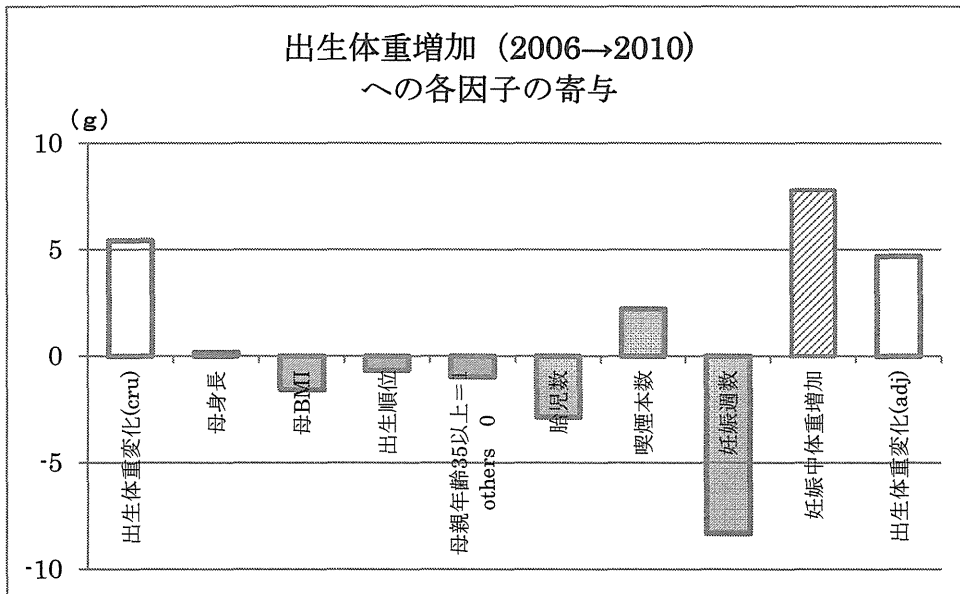 出生体重増加（2006→2010）
への各因子の寄与
（g）
10
5
0
-5
-10
出生体重変化(cru)
母身長
母BMI
出生順位
母親年齢35以上＝1
others 0
胎児数
喫煙本数
妊娠週数
妊娠中体重増加
出生体重変化(adj)